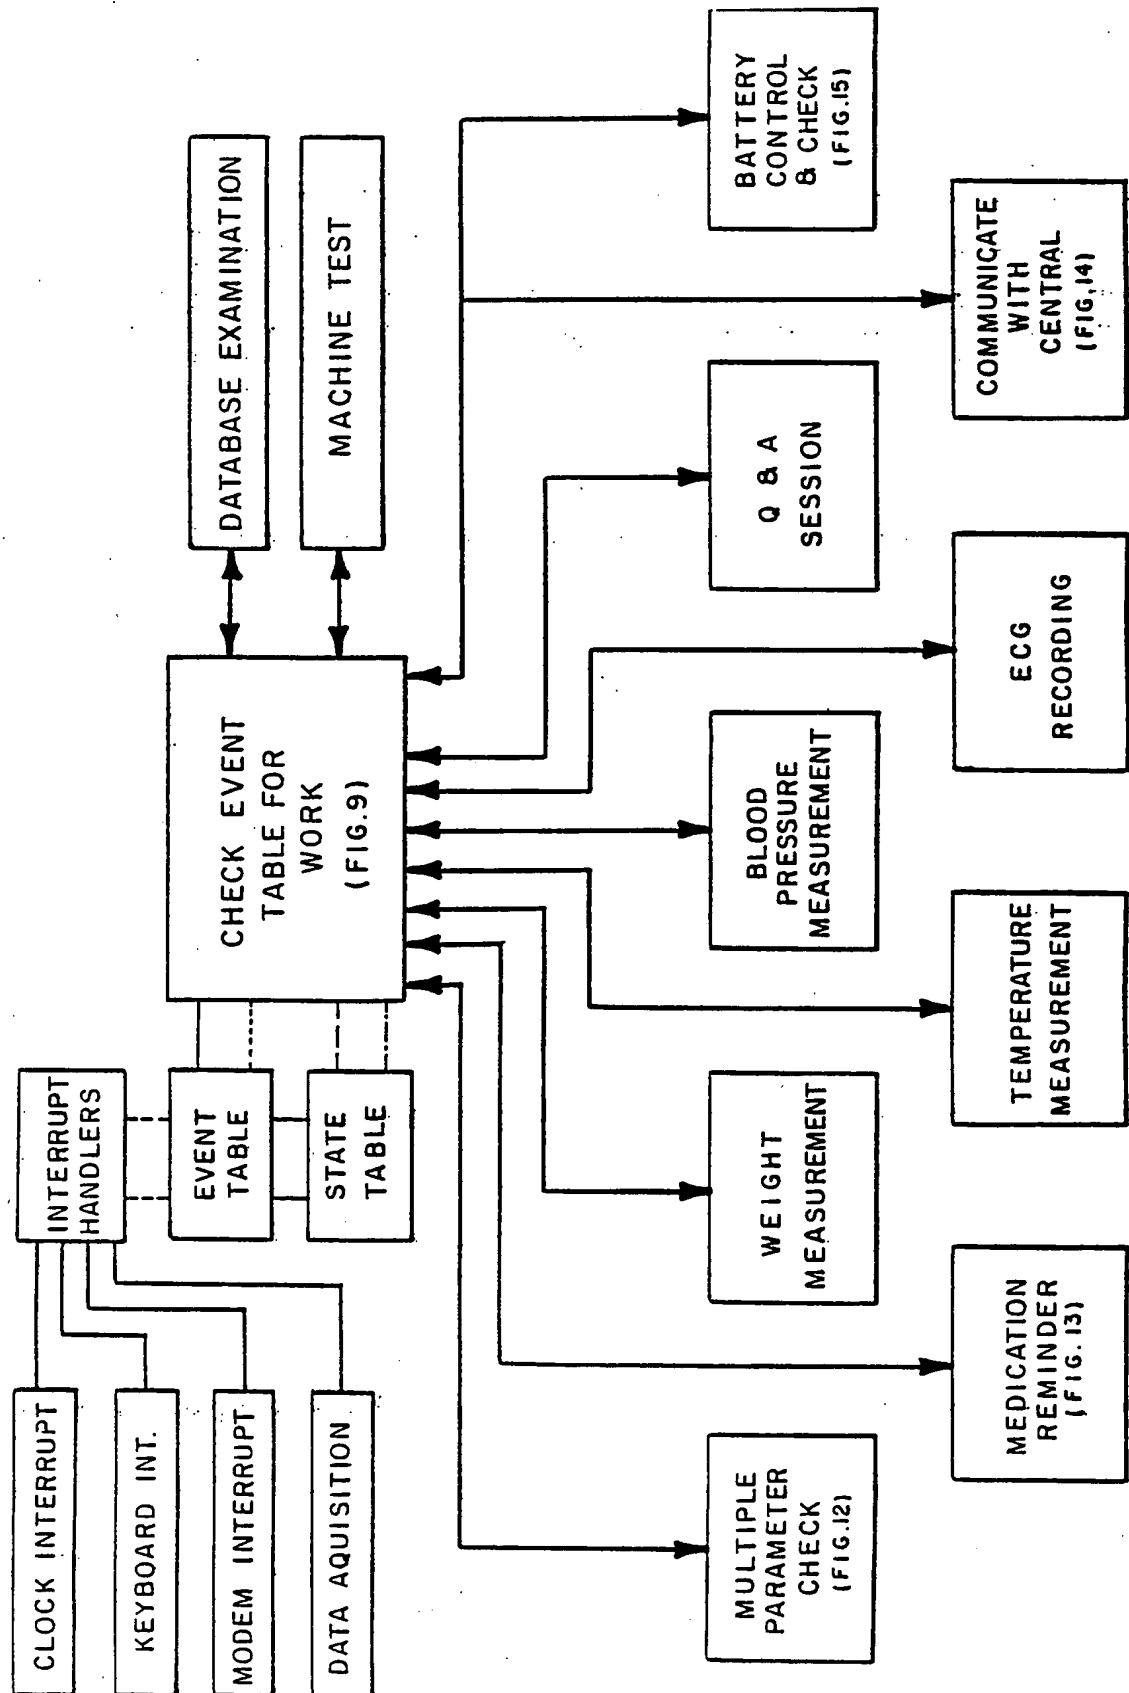 CLOCK INTERRUPT
KEYBOARD INT.
MODEM INTERRUPT
DATA AQUISITION
INTERRUPT
HANDLERS
EVENT
TABLE
STATE
TABLE
CHECK EVENT
TABLE FOR
WORK
(FIG.9)
DATABASE EXAMINATION
MACHINE TEST
MULTIPLE
PARAMETER
CHECK
(FIG.12)
MEDICATION
REMINDER
(FIG.13)
WEIGHT
MEASUREMENT
TEMPERATURE
MEASUREMENT
BLOOD
PRESSURE
MEASUREMENT
ECG
RECORDING
Q & A
SESSION
COMMUNICATE
WITH
CENTRAL
(FIG.14)
BATTERY
CONTROL
& CHECK
(FIG.15)